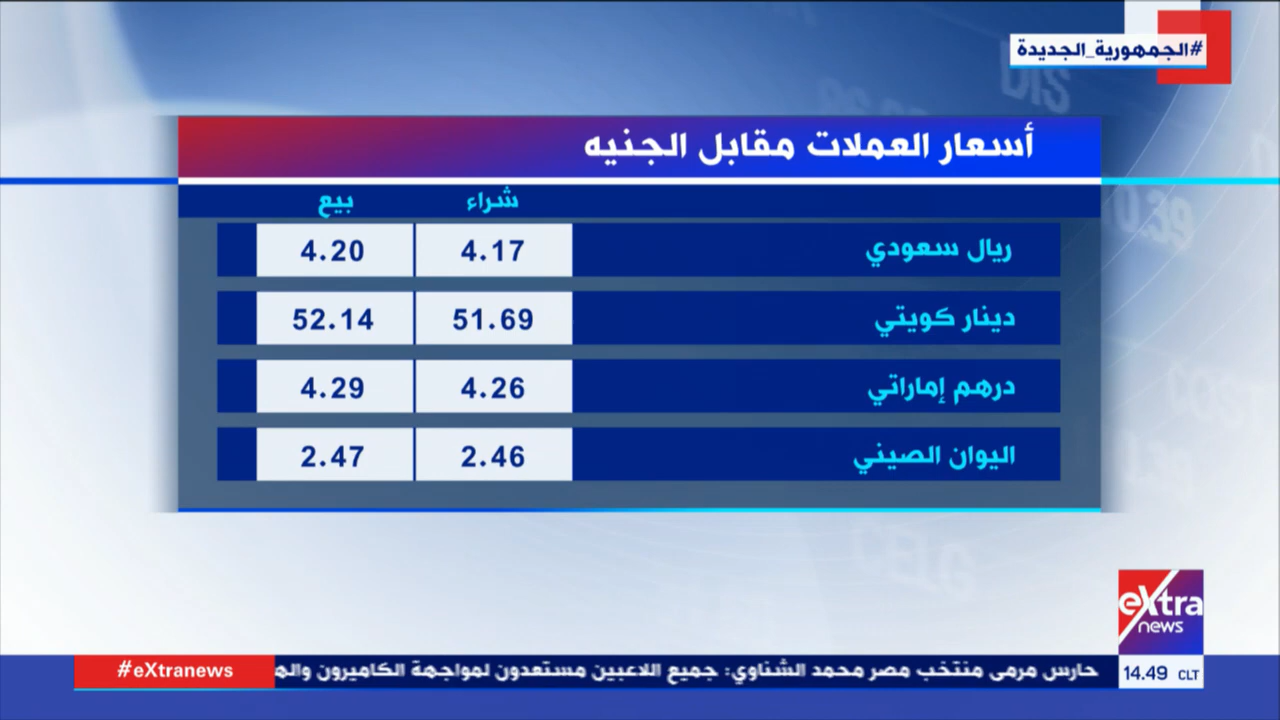 #الجمهورية_الجديدة
أسعار العملات مقابل الجنيه
شراء بيع
ريال سعودي 4.17 4.20
دينار كويتي 51.69 52.14
درهم إماراتي 4.26 4.29
اليوان الصيني 2.46 2.47
eXtra
news
حارس مرمى منتخب مصر محمد الشناوي: جميع اللاعبين مستعدون لمواجهة الكاميرون
#eXtranews
14.49 CLT